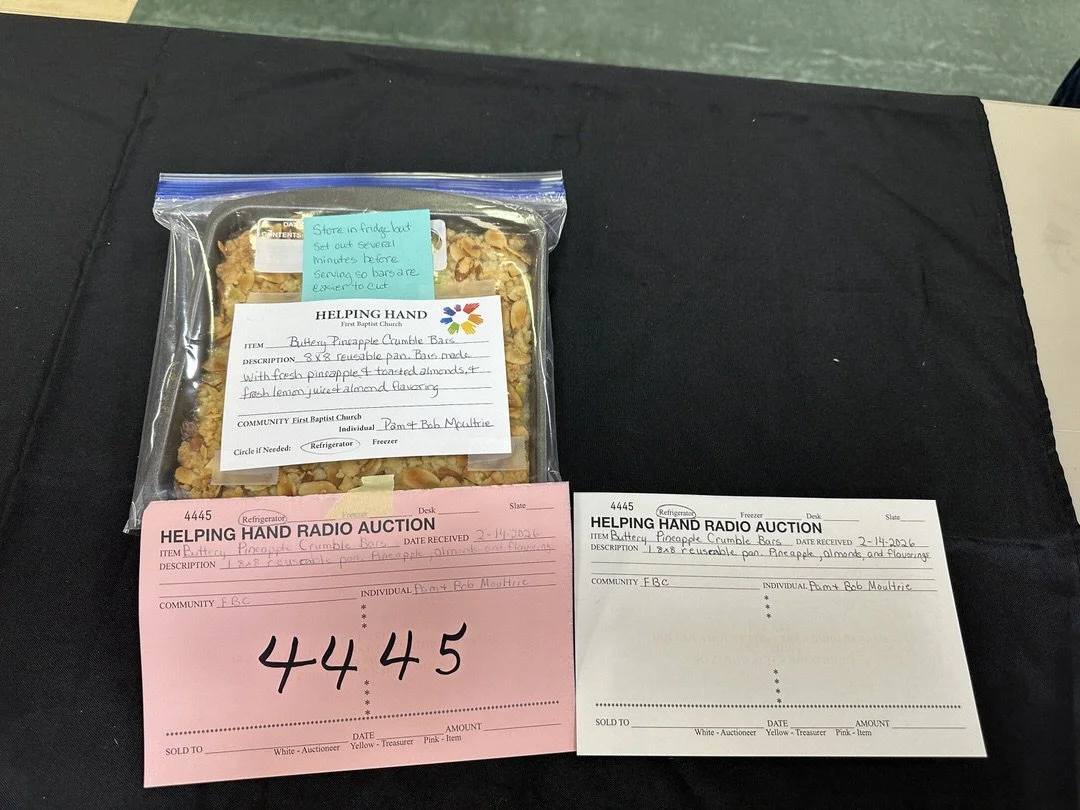 DA
CONTENTS:
Store in fridge but
set out several
minutes before
serving so bars are
easier to cut
HELPING HAND
First Baptist Church
ITEM Buttery Pineapple Crumble Bars
DESCRIPTION 8x8 reusable pan. Bars made
with fresh pineapple & toasted almonds, &
fresh lemon juice & almond flavoring
COMMUNITY First Baptist Church
Individual Pam & Bob Moultrie
Circle if Needed: Refrigerator Freezer
4445 Refrigerator Freezer Desk Slate
HELPING HAND RADIO AUCTION
ITEM Buttery Pineapple Crumble Bars DATE RECEIVED 2-14-2026
DESCRIPTION 1 8x8 reuseable pan. Pineapple, almonds, and flavorings
COMMUNITY FBC INDIVIDUAL Pam & Bob Moultrie
4445
SOLD TO DATE AMOUNT
White - Auctioneer Yellow - Treasurer Pink - Item
4445 Refrigerator Freezer Desk Slate
HELPING HAND RADIO AUCTION
ITEM Buttery Pineapple Crumble Bars DATE RECEIVED 2-14-2026
DESCRIPTION 1 8x8 reuseable pan. Pineapple, almonds, and flavorings
COMMUNITY FBC INDIVIDUAL Pam & Bob Moultrie
SOLD TO DATE AMOUNT
White - Auctioneer Yellow - Treasurer Pink - Item